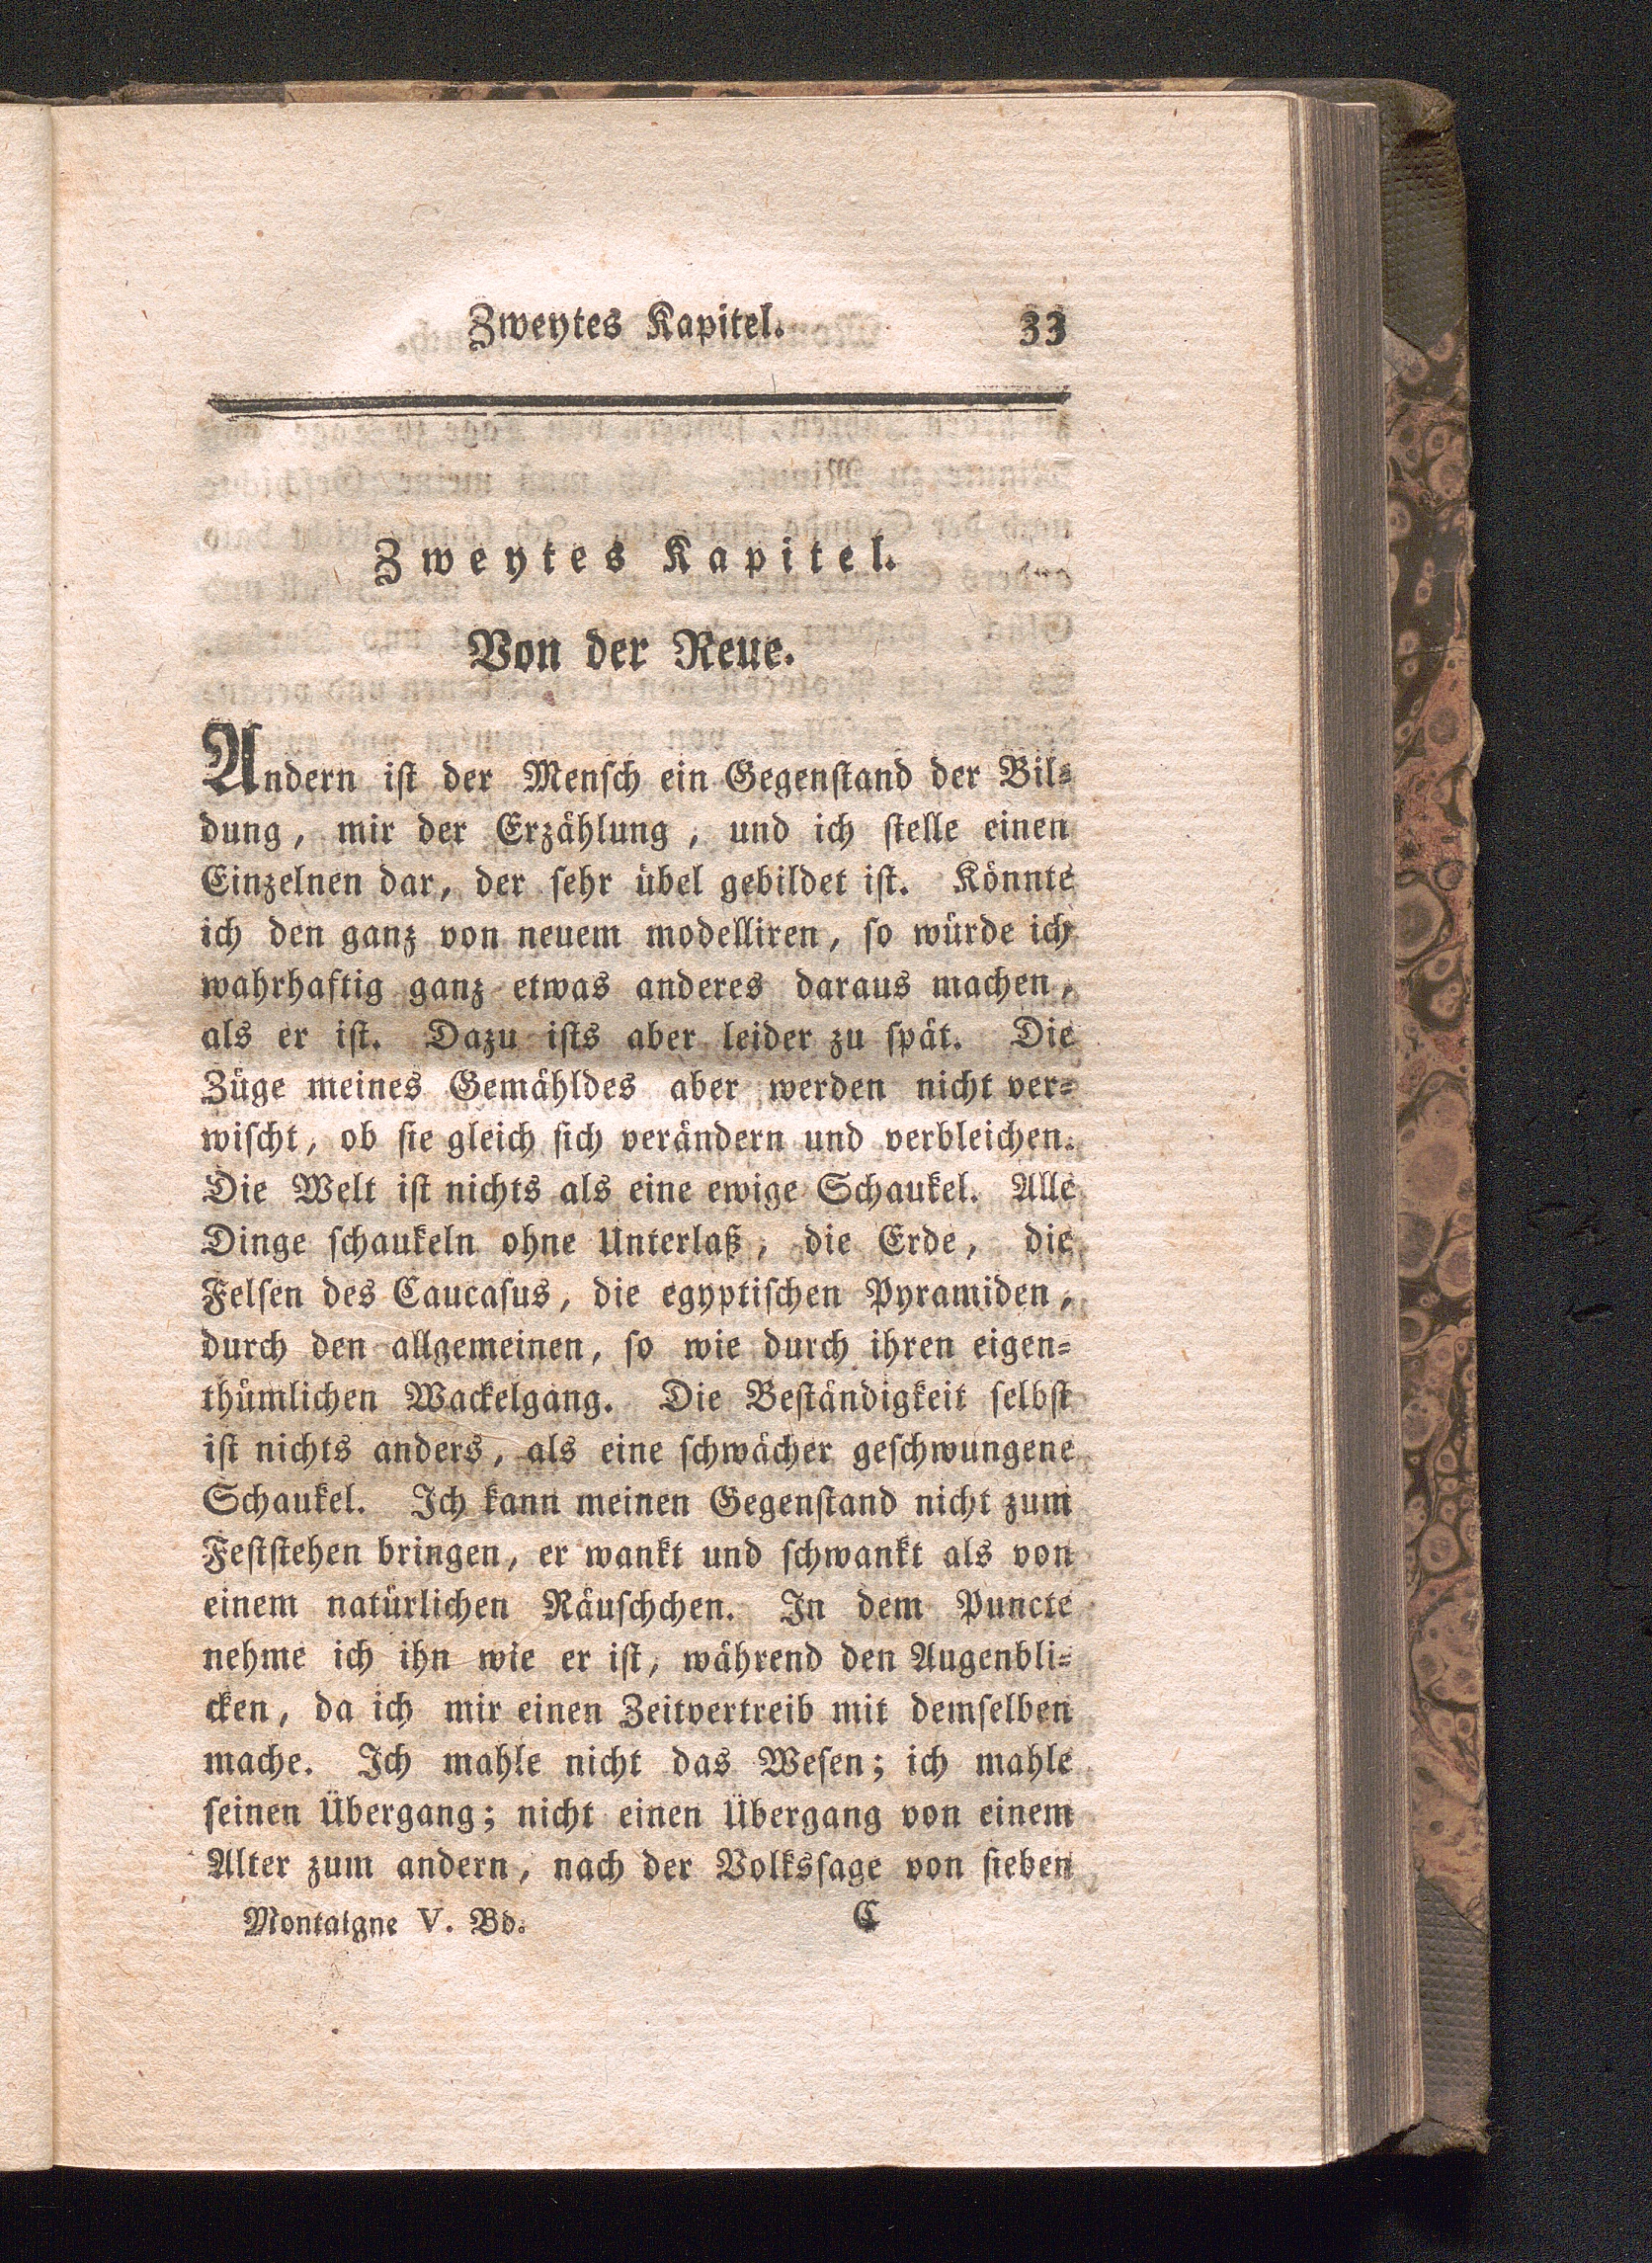 Zweytes Kapitel. 33
Zweytes Kapitel.
Von der Reue.
Andern iſt der Menſch ein Gegenſtand der Bil⸗
dung, mir der Erzählung, und ich ſtelle einen
Einzelnen dar, der ſehr übel gebildet iſt. Könnte
ich den ganz von neuem modelliren, ſo würde ich
wahrhaftig ganz etwas anderes daraus machen,
als er iſt. Dazu iſts aber leider zu ſpät. Die
Züge meines Gemähldes aber werden nicht ver⸗
wiſcht, ob ſie gleich ſich verändern und verbleichen.
Die Welt iſt nichts als eine ewige Schaukel. Alle
Dinge ſchaukeln ohne Unterlaß, die Erde, die
Felſen des Caucaſus, die egyptiſchen Pyramiden,
durch den allgemeinen, ſo wie durch ihren eigen⸗
thümlichen Wackelgang. Die Beſtändigkeit ſelbſt
iſt nichts anders, als eine ſchwächer geſchwungene
Schaukel. Ich kann meinen Gegenſtand nicht zum
Feſtſtehen bringen, er wankt und ſchwankt als von
einem natürlichen Räuſchchen. In dem Puncte
nehme ich ihn wie er iſt, während den Augenbli⸗
cken, da ich mir einen Zeitvertreib mit demſelben
mache. Ich mahle nicht das Weſen; ich mahle
ſeinen Übergang; nicht einen Übergang von einem
Alter zum andern, nach der Volksſage von ſieben
Montaigne V. Bd. C